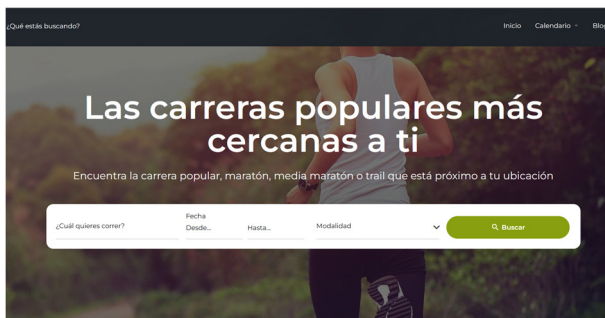 ¿Qué estás buscando?
Inicio Calendario Blog
Las carreras populares más
cercanas a ti
Encuentra la carrera popular, maratón, media maratón o trail que está próximo a tu ubicación
¿Cuál quieres correr?
Fecha
Desde... Hasta...
Modalidad
Buscar